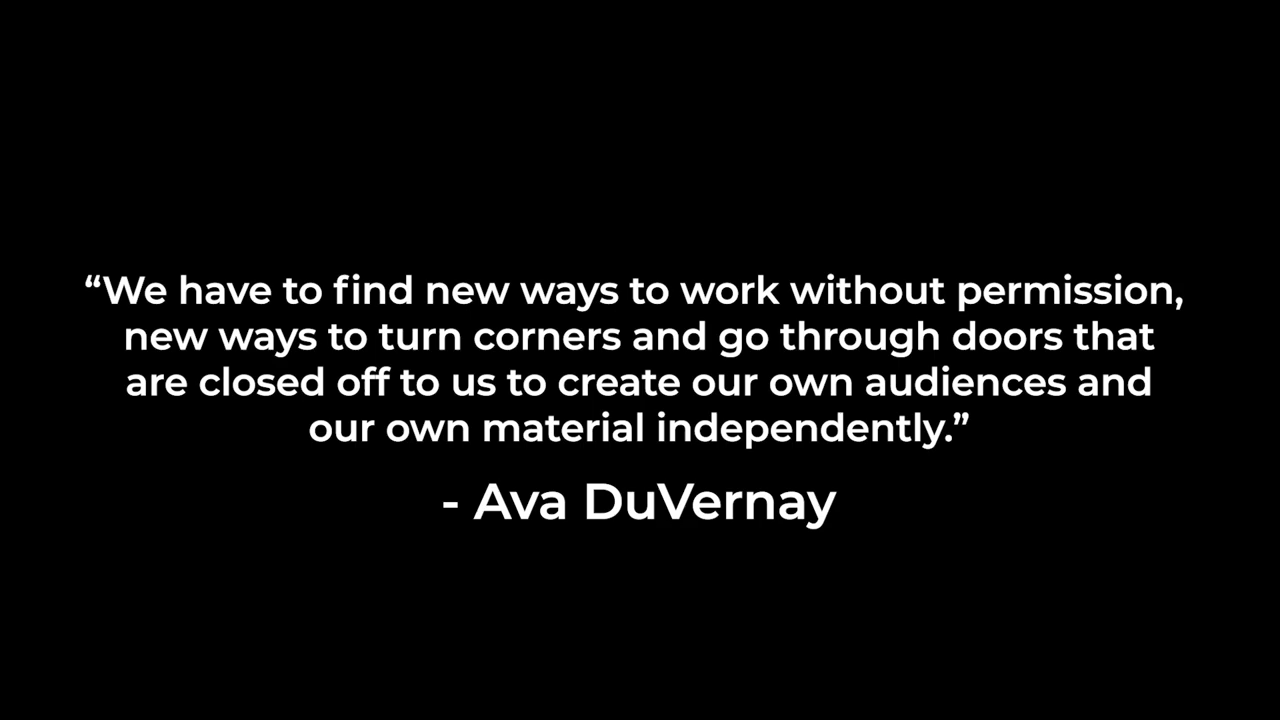 “We have to find new ways to work without permission,
new ways to turn corners and go through doors that
are closed off to us to create our own audiences and
our own material independently.”
- Ava DuVernay